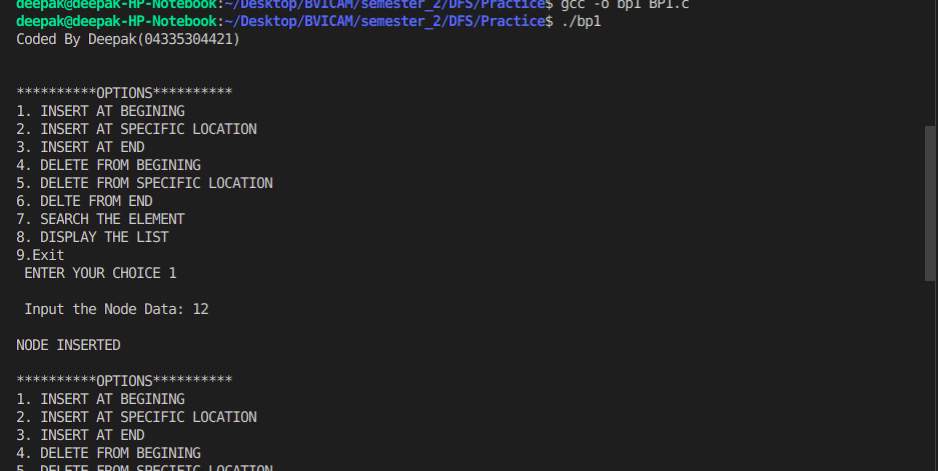 deepak@deepak-HP-Notebook:~/Desktop/BVICAM/semester_2/DFS/Practice$ gcc -o bp1 BP1.c
deepak@deepak-HP-Notebook:~/Desktop/BVICAM/semester_2/DFS/Practice$ ./bp1
Coded By Deepak(04335304421)
**********OPTIONS**********
1. INSERT AT BEGINING
2. INSERT AT SPECIFIC LOCATION
3. INSERT AT END
4. DELETE FROM BEGINING
5. DELETE FROM SPECIFIC LOCATION
6. DELTE FROM END
7. SEARCH THE ELEMENT
8. DISPLAY THE LIST
9.Exit
ENTER YOUR CHOICE 1
Input the Node Data: 12
NODE INSERTED
**********OPTIONS**********
1. INSERT AT BEGINING
2. INSERT AT SPECIFIC LOCATION
3. INSERT AT END
4. DELETE FROM BEGINING
5. DELETE FROM SPECIFIC LOCATION